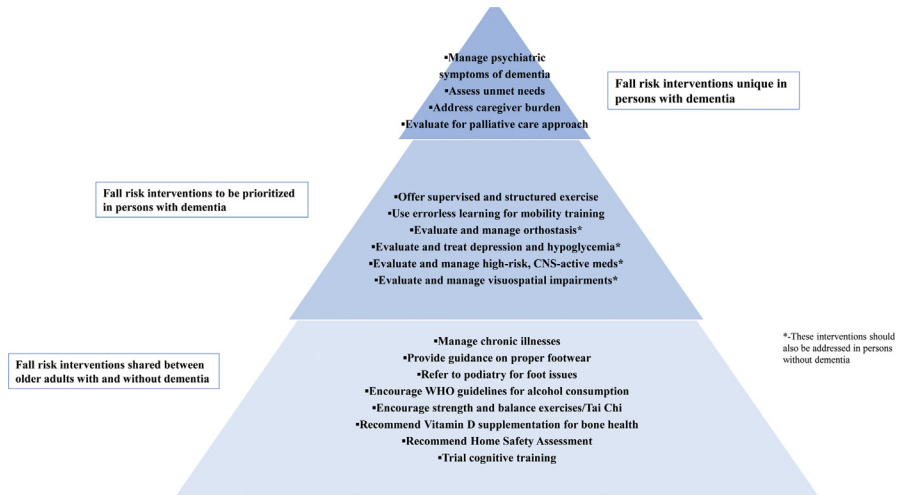 ▪Manage psychiatric
symptoms of dementia
▪Assess unmet needs
▪Address caregiver burden
▪Evaluate for palliative care approach
Fall risk interventions unique in
persons with dementia
Fall risk interventions to be prioritized
in persons with dementia
▪Offer supervised and structured exercise
▪Use errorless learning for mobility training
▪Evaluate and manage orthostasis*
▪Evaluate and treat depression and hypoglycemia*
▪Evaluate and manage high-risk, CNS-active meds*
▪Evaluate and manage visuospatial impairments*
Fall risk interventions shared between
older adults with and without dementia
▪Manage chronic illnesses
▪Provide guidance on proper footwear
▪Refer to podiatry for foot issues
▪Encourage WHO guidelines for alcohol consumption
▪Encourage strength and balance exercises/Tai Chi
▪Recommend Vitamin D supplementation for bone health
▪Recommend Home Safety Assessment
▪Trial cognitive training
*-These interventions should
also be addressed in persons
without dementia